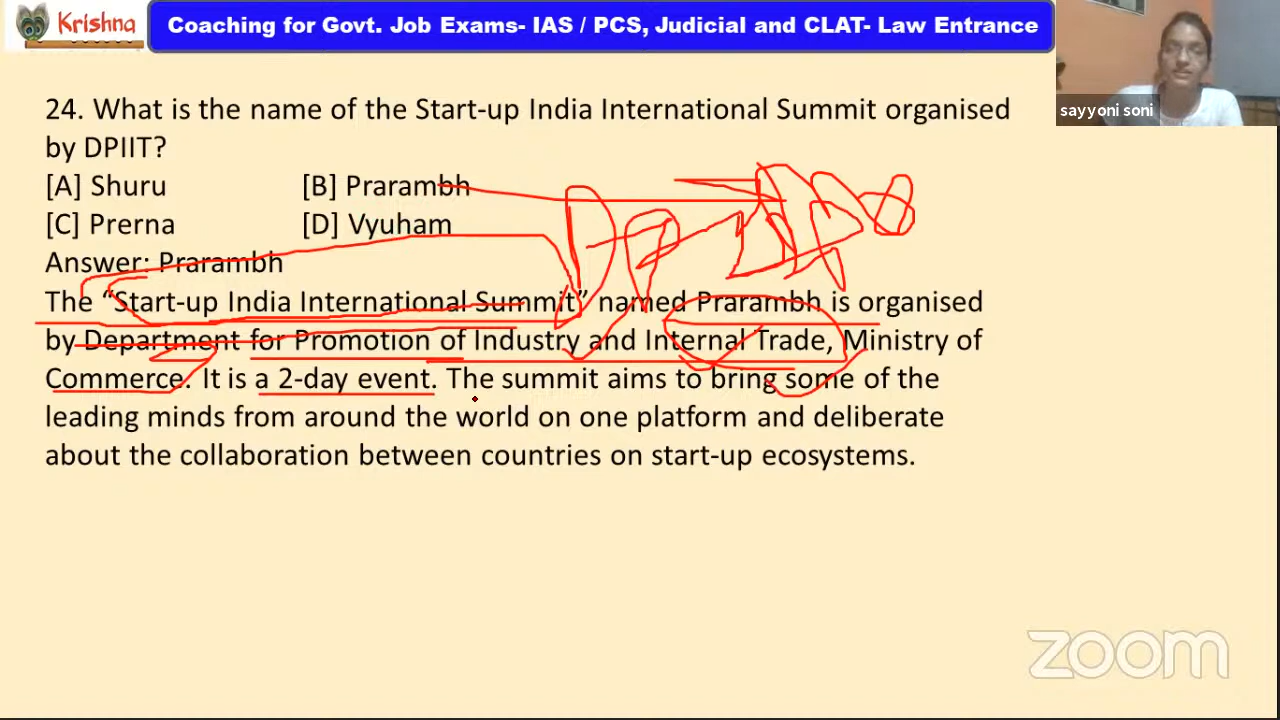 Krishna
Coaching for Govt. Job Exams- IAS / PCS, Judicial and CLAT- Law Entrance
sayyoni soni
24. What is the name of the Start-up India International Summit organised
by DPIIT?
[A] Shuru [B] Prarambh
[C] Prerna [D] Vyuham
Answer: Prarambh
The “Start-up India International Summit” named Prarambh is organised
by Department for Promotion of Industry and Internal Trade, Ministry of
Commerce. It is a 2-day event. The summit aims to bring some of the
leading minds from around the world on one platform and deliberate
about the collaboration between countries on start-up ecosystems.
zoom